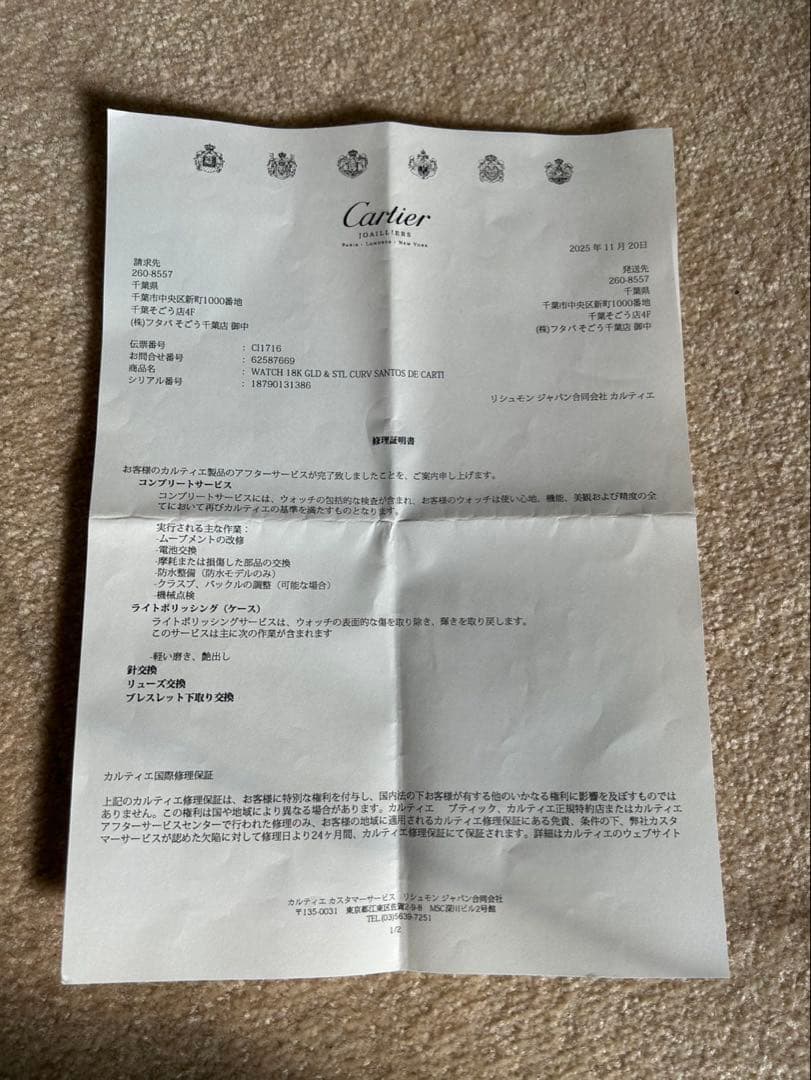 Cartier
JOAILLIERS
PARIS - LONDRES - NEW YORK
2025 年 11 月 20日
請求先
260-8557
千葉県
千葉市中央区新町1000番地
千葉そごう店4F
(株)フタバ そごう千葉店 御中
発送先
260-8557
千葉県
千葉市中央区新町1000番地
千葉そごう店4F
(株)フタバ そごう千葉店 御中
伝票番号 : CI1716
お問合せ番号 : 62587669
商品名 : WATCH 18K GLD & STL CURV SANTOS DE CARTI
シリアル番号 : 18790131386
リシュモン ジャパン合同会社 カルティエ
修理証明書
お客様のカルティエ製品のアフターサービスが完了致しましたことを、ご案内申し上げます。
コンプリートサービス
コンプリートサービスには、ウォッチの包括的な検査が含まれ、お客様のウォッチは使い心地、機能、美観および精度の全
てにおいて再びカルティエの基準を満たすものとなります。
実行される主な作業：
-ムーブメントの改修
-電池交換
-摩耗または損傷した部品の交換
-防水整備（防水モデルのみ）
-クラスプ、バックルの調整（可能な場合）
-機械点検
ライトポリッシング（ケース）
ライトポリッシングサービスは、ウォッチの表面的な傷を取り除き、輝きを取り戻します。
このサービスは主に次の作業が含まれます
-軽い磨き、艶出し
針交換
リューズ交換
ブレスレット下取り交換
カルティエ国際修理保証
上記のカルティエ修理保証は、お客様に特別な権利を付与し、国内法の下お客様が有する他のいかなる権利に影響を及ぼすものでは
ありません。この権利は国や地域により異なる場合があります。カルティエ ブティック、カルティエ正規特約店またはカルティエ
アフターサービスセンターで行われた修理のみ、お客様の地域に適用されるカルティエ修理保証にある免責、条件の下、弊社カスタ
マーサービスが認めた欠陥に対して修理日より24ヶ月間、カルティエ修理保証にて保証されます。詳細はカルティエのウェブサイト
カルティエ カスタマーサービス リシュモン ジャパン合同会社
〒135-0031 東京都江東区佐賀2-9-8 MSC深川ビル2号館
TEL (03)5639-7251
1/2